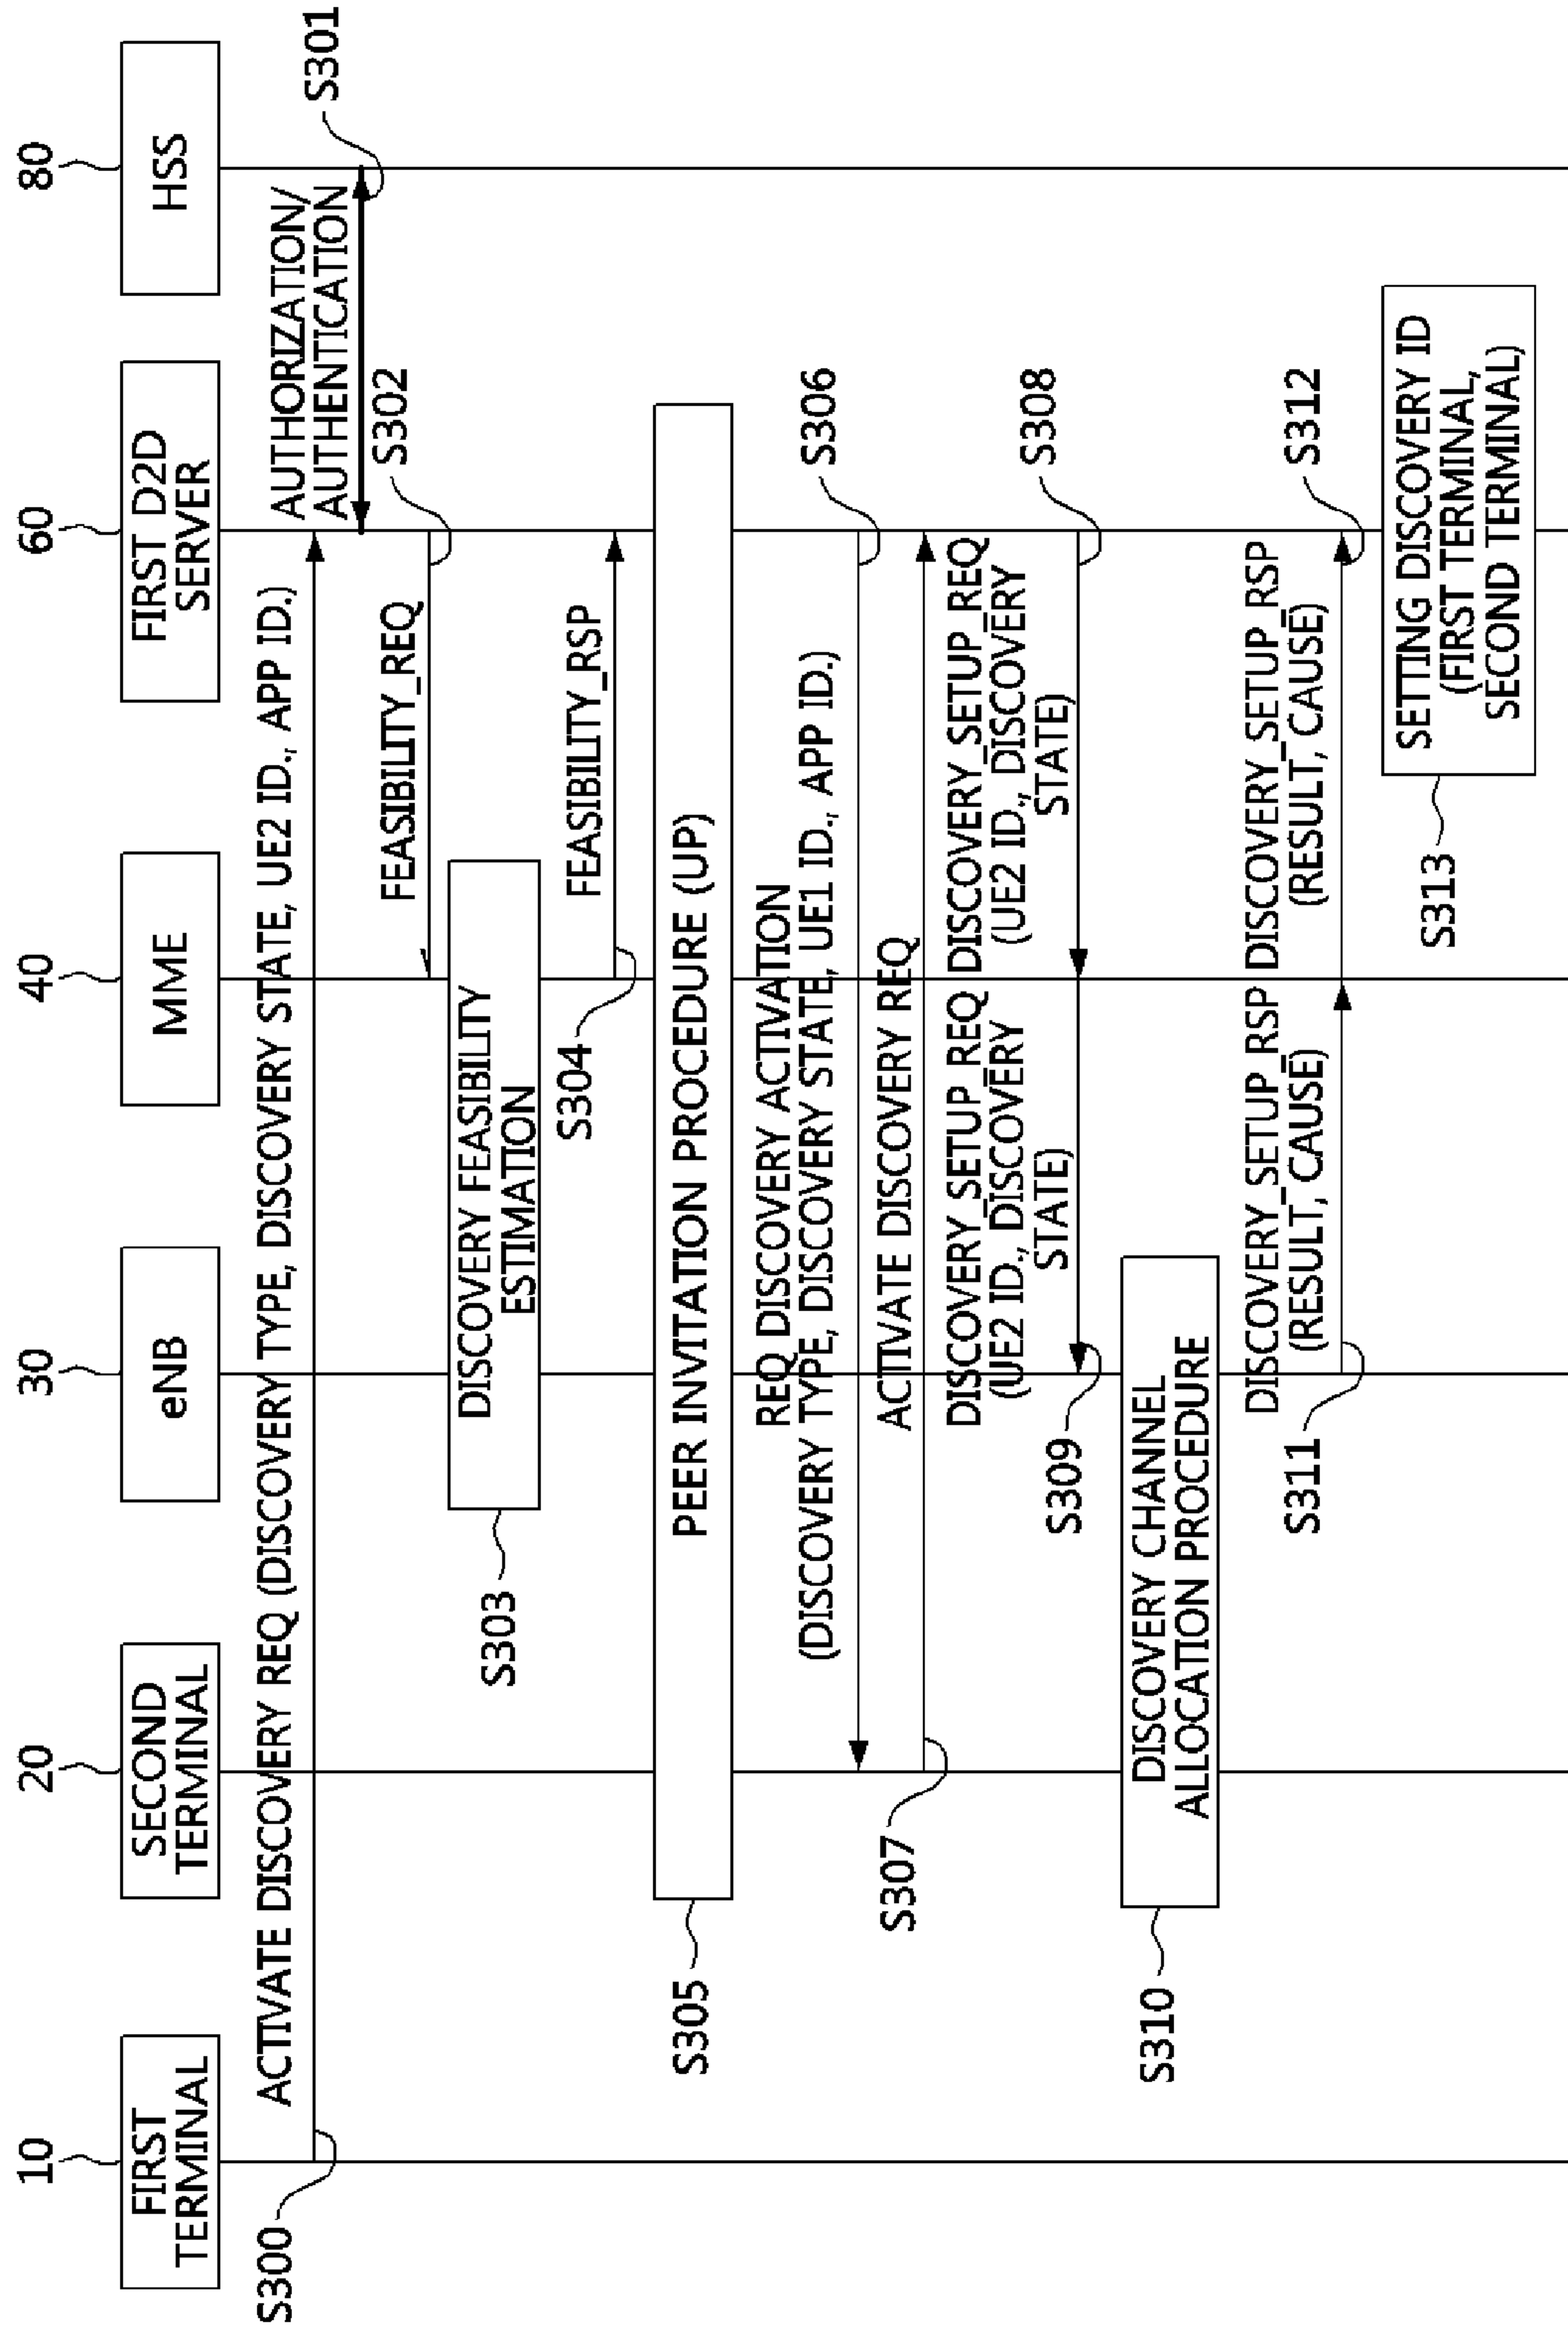 10
20
30
40
60
80
FIRST
TERMINAL
SECOND
TERMINAL
eNB
MME
FIRST D2D
SERVER
HSS
S300
ACTIVATE DISCOVERY REQ (DISCOVERY TYPE, DISCOVERY STATE, UE2 ID., APP ID.)
AUTHORIZATION/
AUTHENTICATION
S301
FEASIBILITY_REQ
S302
S303
DISCOVERY FEASIBILITY
ESTIMATION
S304
FEASIBILITY_RSP
S305
PEER INVITATION PROCEDURE (UP)
REQ DISCOVERY ACTIVATION
(DISCOVERY TYPE, DISCOVERY STATE, UE1 ID., APP ID.)
S306
S307
ACTIVATE DISCOVERY REQ
DISCOVERY_SETUP_REQ
(UE2 ID., DISCOVERY
STATE)
DISCOVERY_SETUP_REQ
(UE2 ID., DISCOVERY
STATE)
S308
S309
S310
DISCOVERY CHANNEL
ALLOCATION PROCEDURE
DISCOVERY_SETUP_RSP
(RESULT, CAUSE)
DISCOVERY_SETUP_RSP
(RESULT, CAUSE)
S311
S312
S313
SETTING DISCOVERY ID
(FIRST TERMINAL,
SECOND TERMINAL)